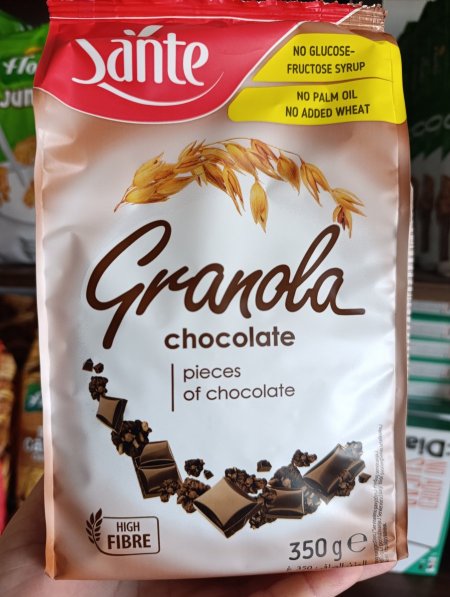 Sante
NO GLUCOSE-
FRUCTOSE SYRUP
NO PALM OIL
NO ADDED WHEAT
Granola
chocolate
pieces
of chocolate
HIGH
FIBRE
350 g e